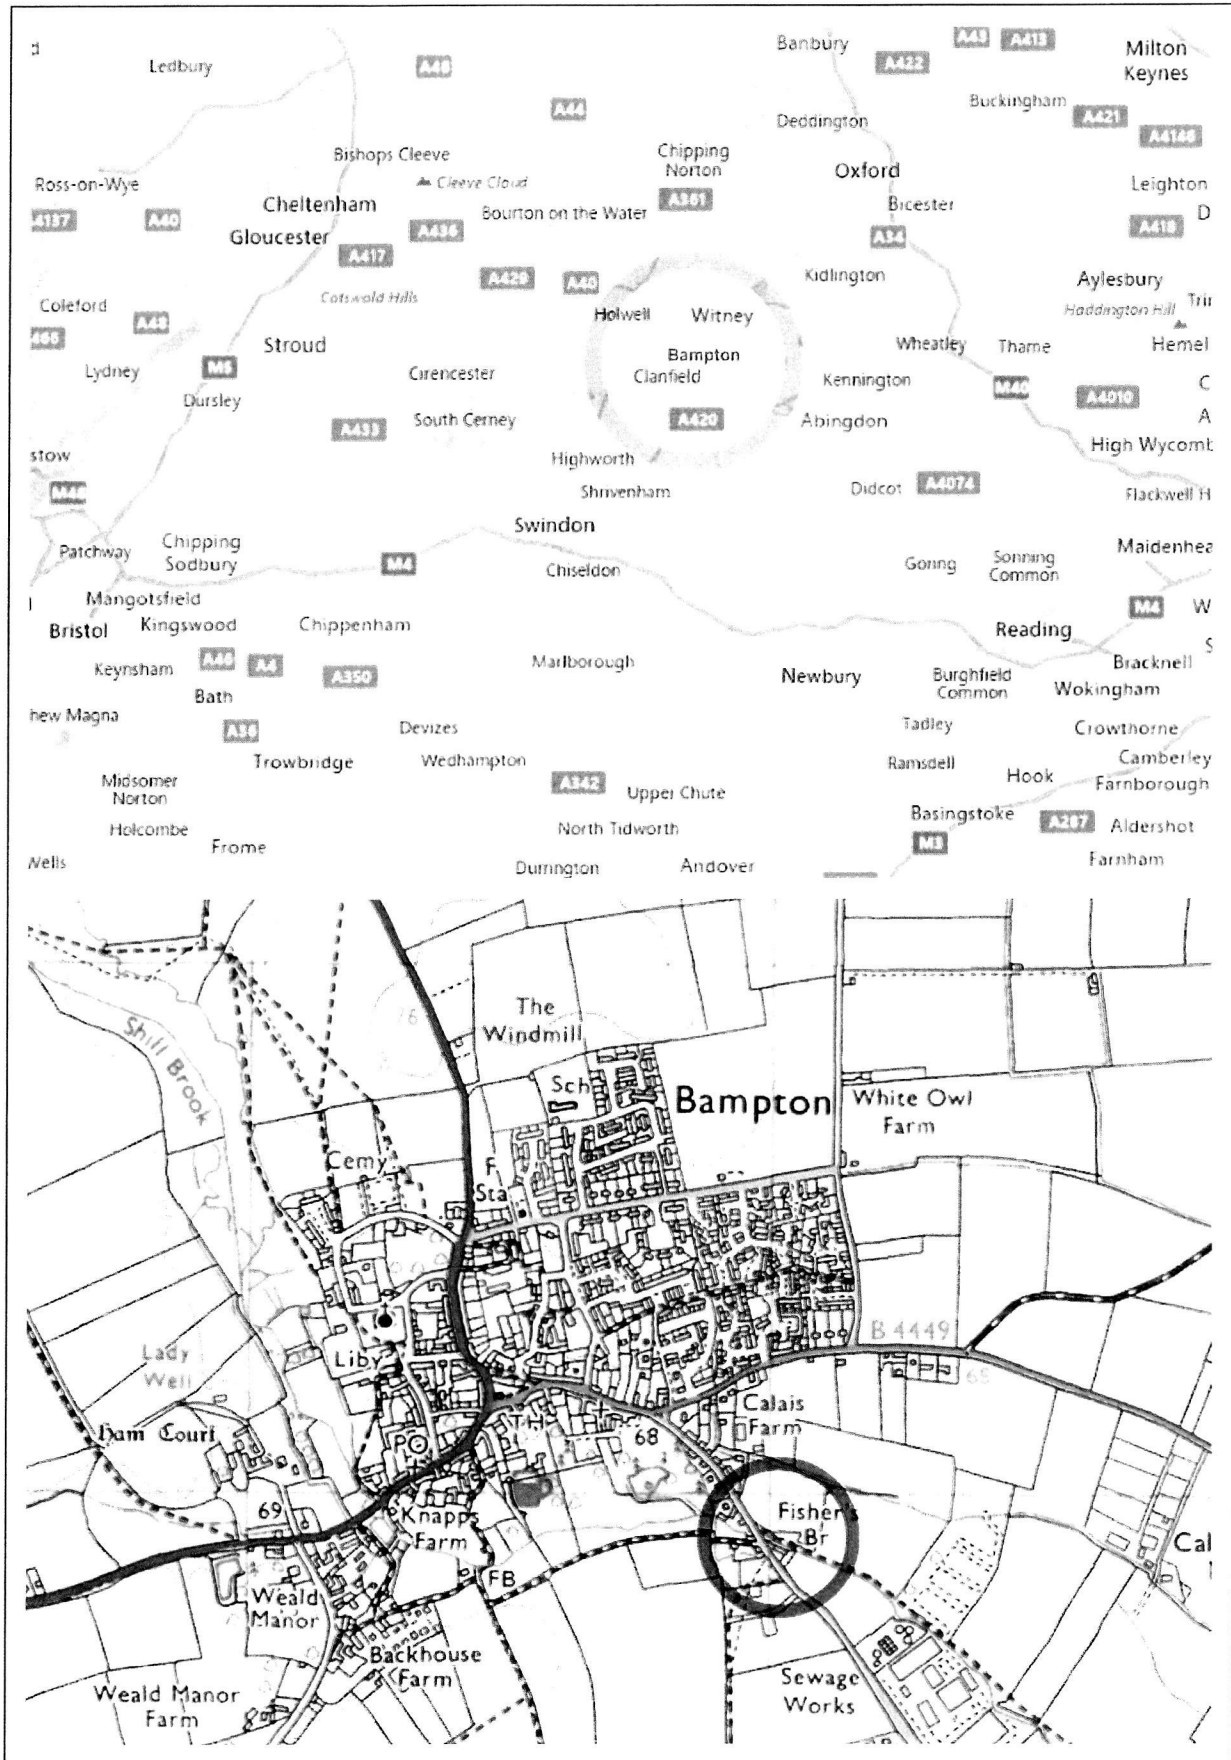 Ledbury
A46
Banbury
A43
A413
A422
Milton
Keynes
A44
Buckingham
A421
A4146
Deddington
Bishops Cleeve
Cleeve Cloud
Chipping
Norton
A361
Oxford
Bicester
Leighton
D
Ross-on-Wye
4137
A40
Cheltenham
Gloucester
A436
Bourton on the Water
A34
A418
A417
A429
A40
Kidlington
Aylesbury
Haddington Hill
Coleford
Cotswold Hills
Holwell
Witney
A48
466
Stroud
Wheatley
Thame
Hemel
Lydney
M5
Cirencester
Bampton
Clanfield
Kennington
M40
C
Dursley
A433
South Cerney
A420
Abingdon
A4010
A
stow
Highworth
High Wycomb
M48
Shrivenham
Didcot
A4074
Flackwell H
Swindon
Patchway
Chipping
Sodbury
M4
Chiseldon
Goring
Sonning
Common
Maidenhea
Mangotsfield
M4
W
Bristol
Kingswood
Chippenham
Reading
Keynsham
A46
A4
A350
Marlborough
Newbury
Burghfield
Common
Bracknell
Wokingham
Bath
hew Magna
A36
Devizes
Tadley
Crowthorne
Trowbridge
Wedhampton
Ramsdell
Camberley
Midsomer
Norton
A342
Upper Chute
Hook
Farnborough
Holcombe
North Tidworth
Basingstoke
A287
Aldershot
Frome
M3
Wells
Durrington
Andover
Farnham
Shill Brook
76
The
Windmill
Sch
Bampton
White Owl
Farm
Cemy
F
Sta
B 4449
Lady
Well
Liby
68
Calais
Farm
Ham Court
TH
68
PO
69
Knapps
Farm
Fisher's
Br
Cal
FB
Weald
Manor
Backhouse
Farm
Weald Manor
Farm
Sewage
Works